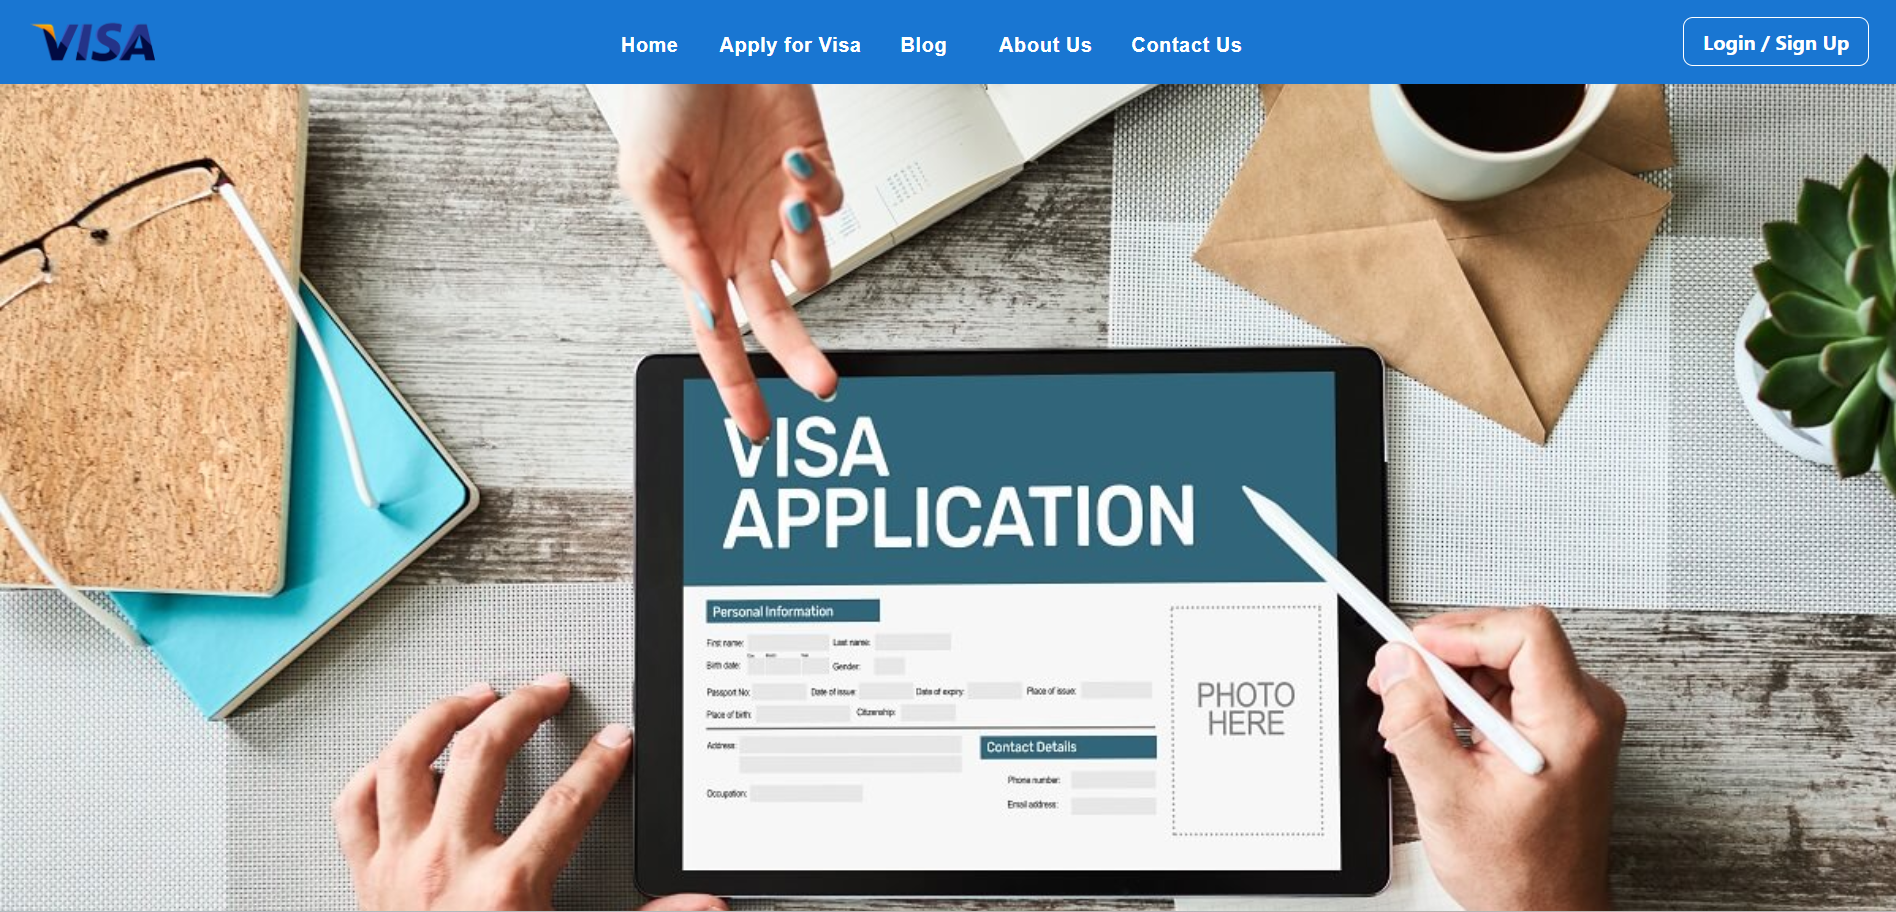 VISA
Home
Apply for Visa
Blog
About Us
Contact Us
Login / Sign Up
VISA
APPLICATION
Personal Information
First name:
Last name:
Birth date:
Gender:
Passport No:
Date of issue:
Date of expiry:
Place of issue:
Place of birth:
Citizenship:
Address:
Contact Details
Phone number:
Occupation:
Email address:
PHOTO
HERE